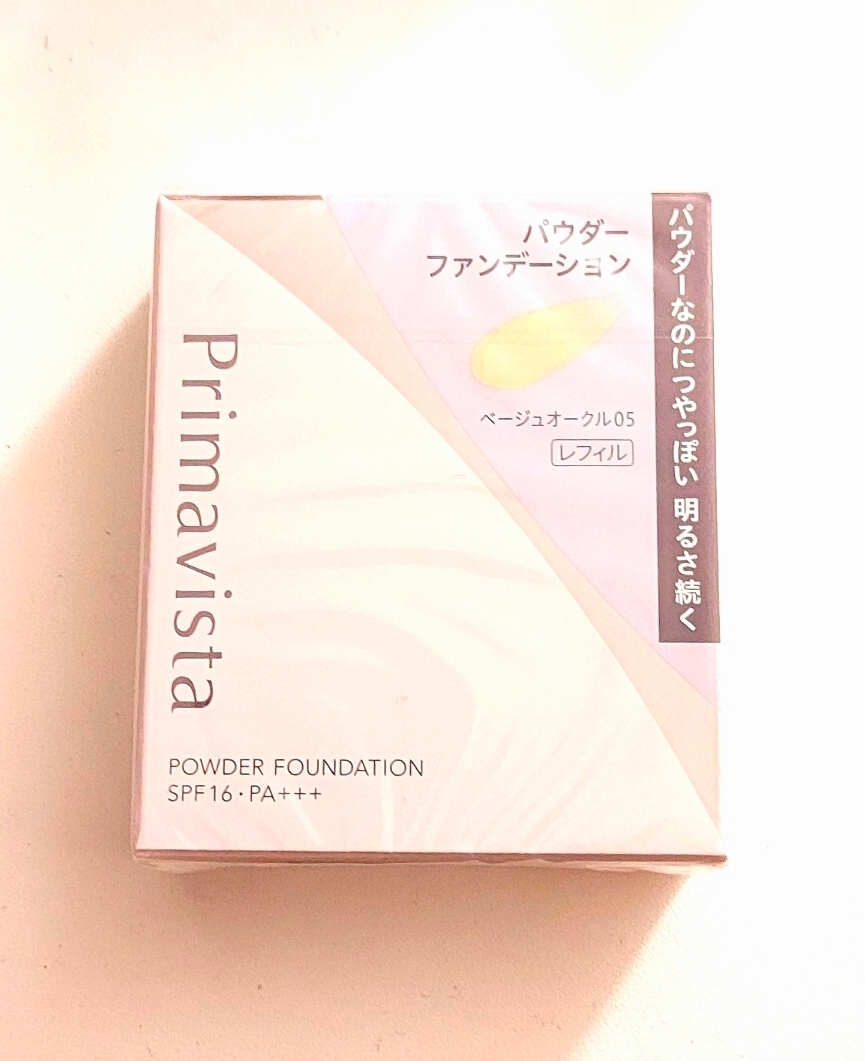 パウダー
ファンデーション
ベージュオークル05
レフィル
パウダーなのにつやっぽい 明るさ続く
Primavista
POWDER FOUNDATION
SPF16・PA+++